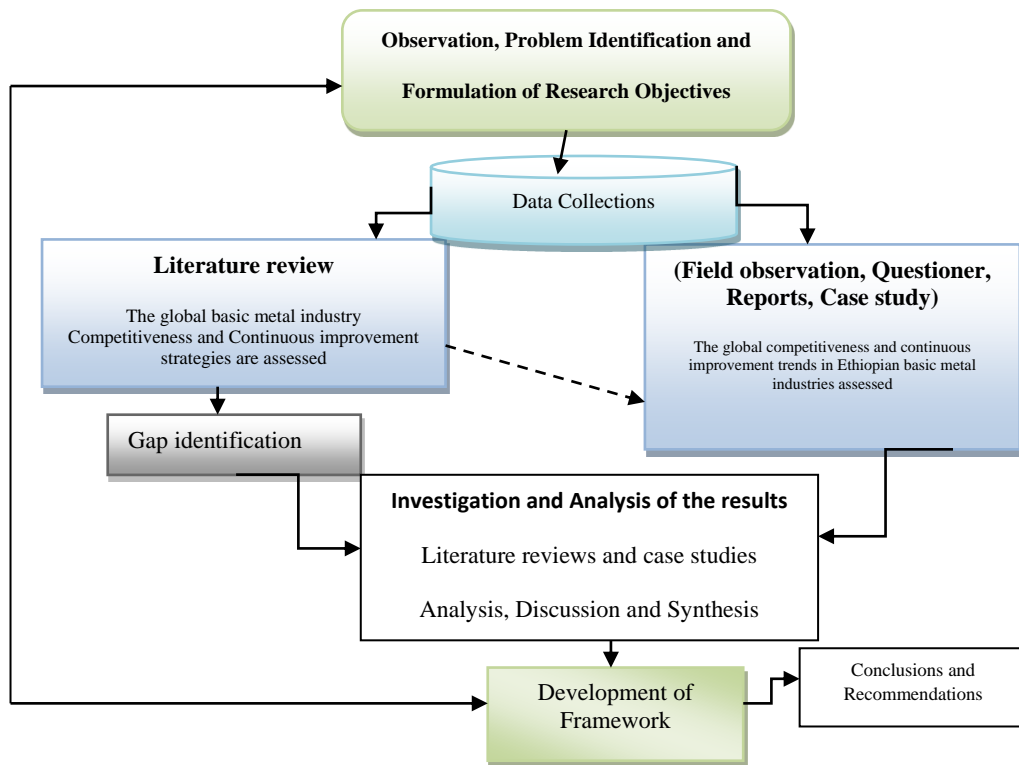 Observation, Problem Identification and
Formulation of Research Objectives
Data Collections
Literature review
The global basic metal industry
Competitiveness and Continuous improvement
strategies are assessed
(Field observation, Questioner,
Reports, Case study)
The global competitiveness and continuous
improvement trends in Ethiopian basic metal
industries assessed
Gap identification
Investigation and Analysis of the results
Literature reviews and case studies
Analysis, Discussion and Synthesis
Development of
Framework
Conclusions and
Recommendations